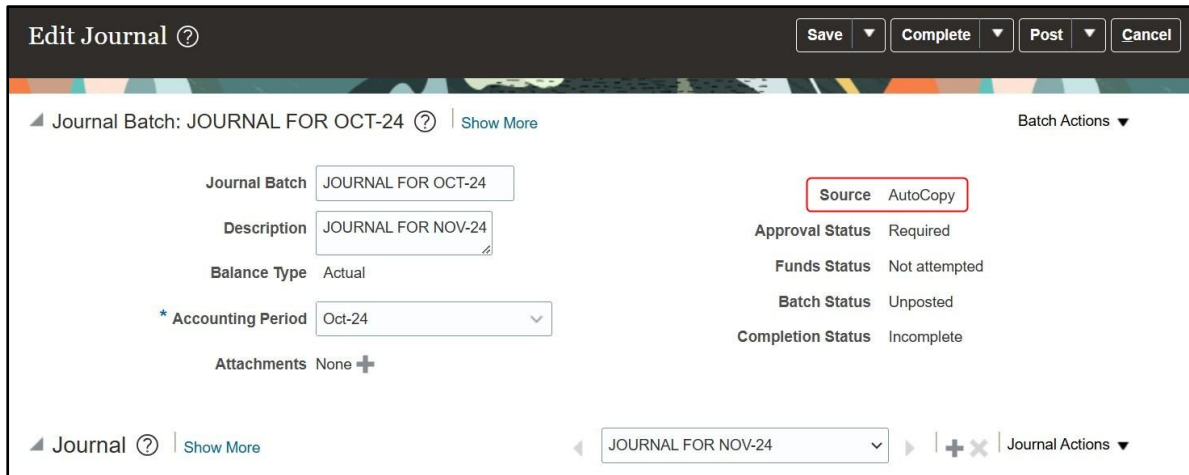 Edit Journal ?
Save Complete Post Cancel
Journal Batch: JOURNAL FOR OCT-24 ? Show More Batch Actions
Journal Batch JOURNAL FOR OCT-24
Source AutoCopy
Description JOURNAL FOR NOV-24
Approval Status Required
Balance Type Actual
Funds Status Not attempted
* Accounting Period Oct-24
Batch Status Unposted
Completion Status Incomplete
Attachments None
Journal ? Show More JOURNAL FOR NOV-24 Journal Actions